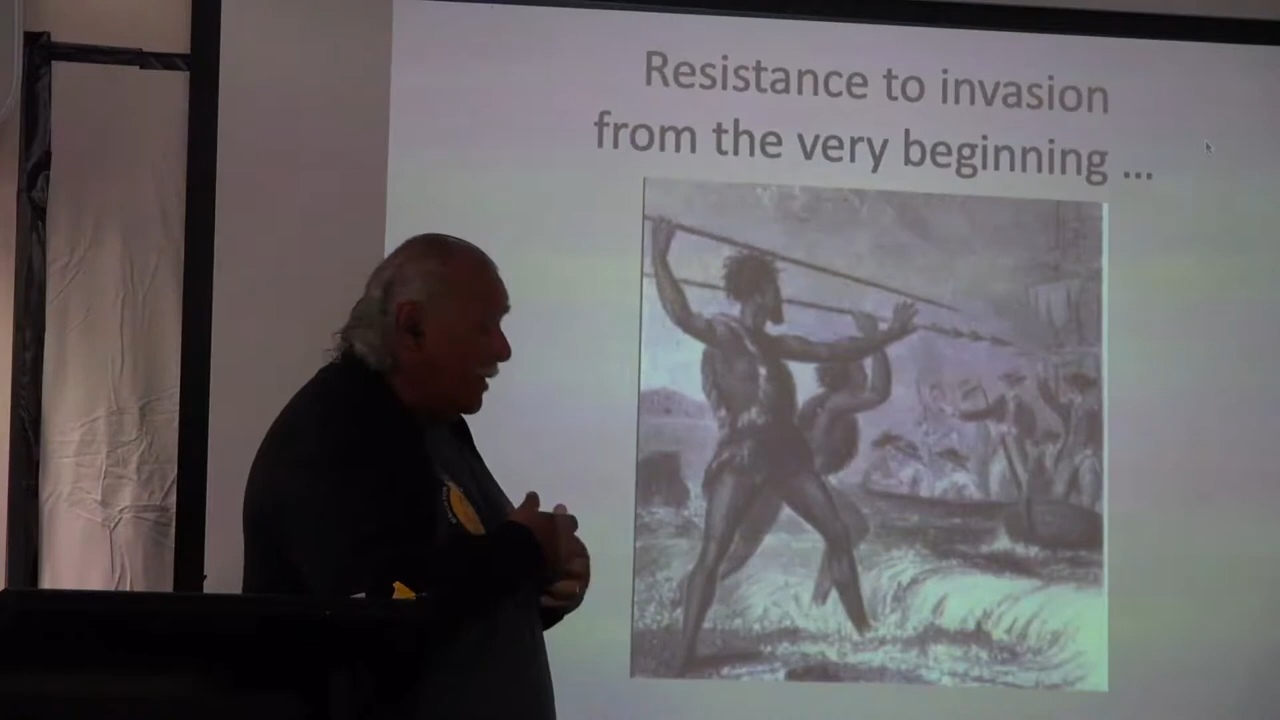 Resistance to invasion
from the very beginning ...